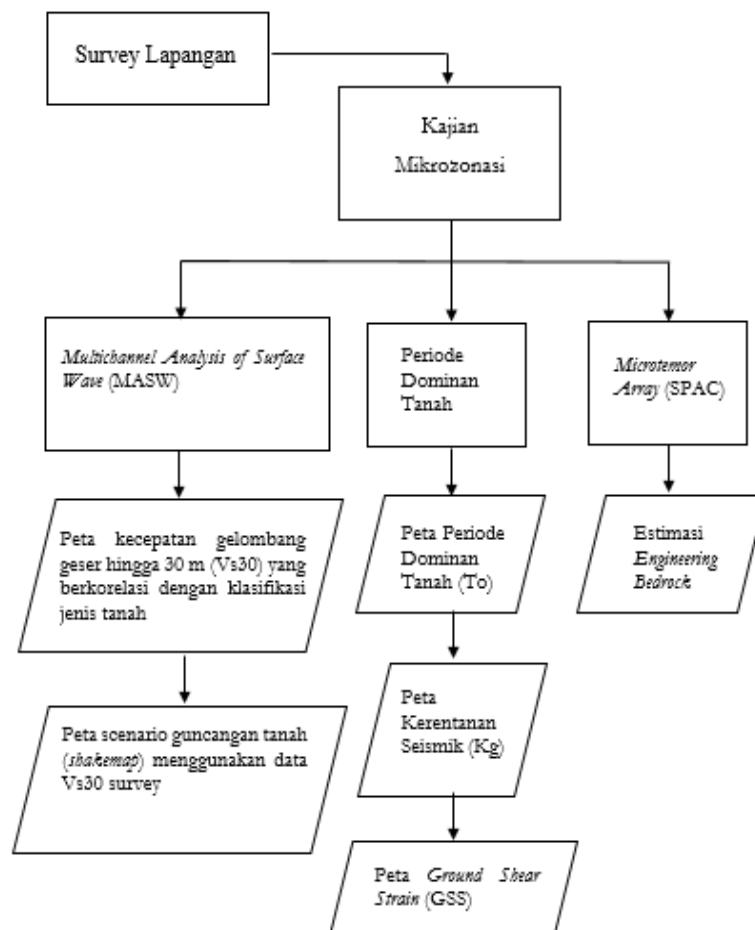 Survey Lapangan
Kajian
Mikrozonasi
Multichannel Analysis of Surface
Wave (MASW)
Periode
Dominan
Tanah
Microtemor
Array (SPAC)
Peta kecepatan gelombang
geser hingga 30 m (Vs30) yang
berkorelasi dengan klasifikasi
jenis tanah
Peta Periode
Dominan
Tanah (To)
Estimasi
Engineering
Bedrock
Peta scenario guncangan tanah
(shakemap) menggunakan data
Vs30 survey
Peta
Kerentanan
Seismik (Kg)
Peta Ground Shear
Strain (GSS)